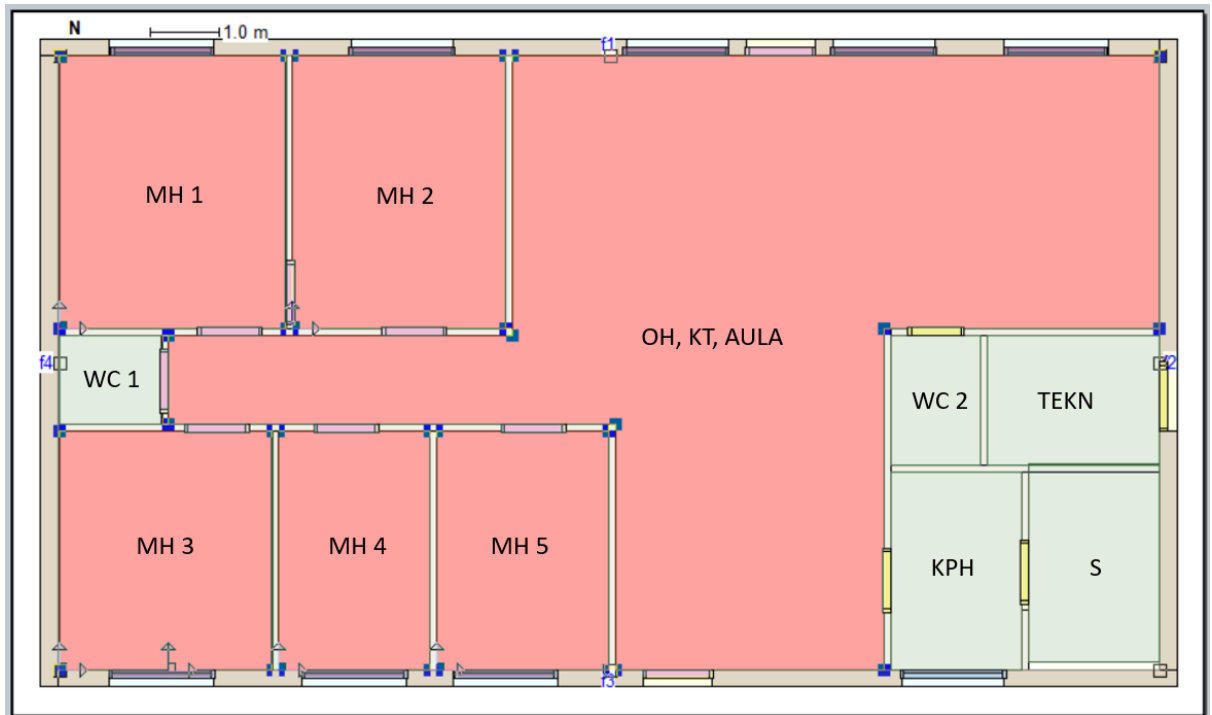 N
1.0 m
f1
MH 1
MH 2
OH, KT, AULA
f4
WC 1
f2
WC 2
TEKN
MH 3
MH 4
MH 5
KPH
S
f3